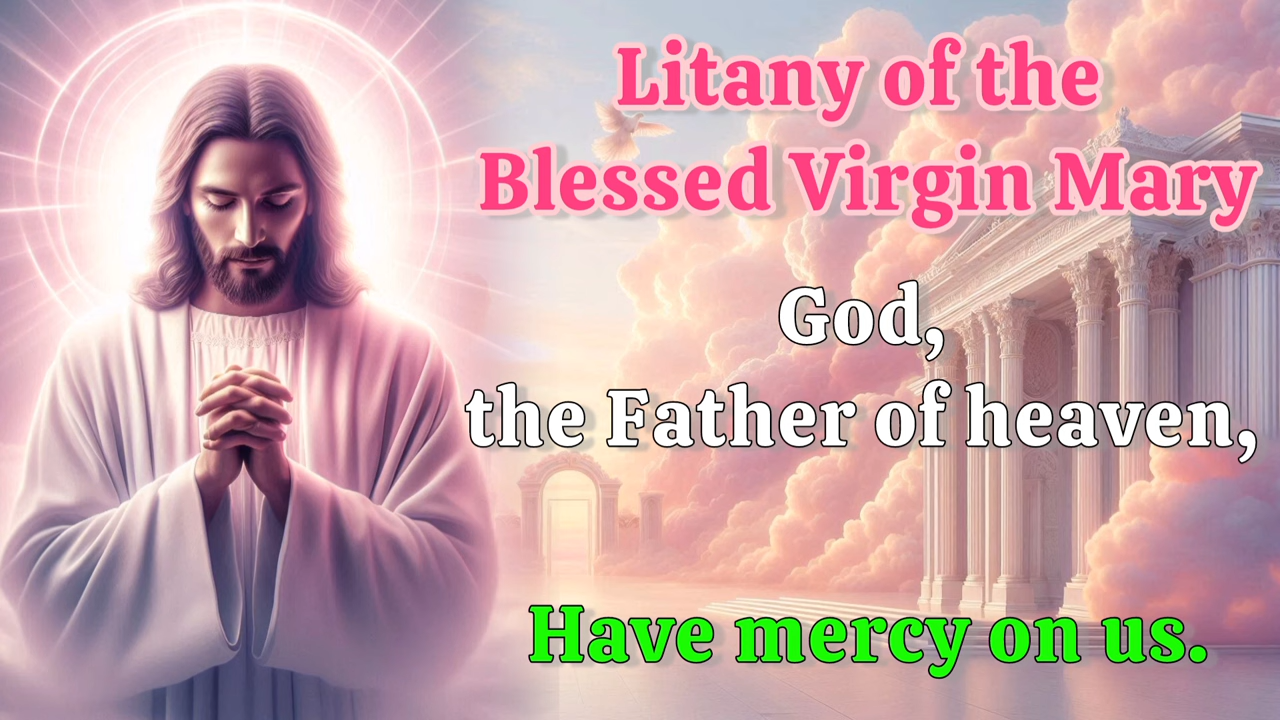 Litany of the
Blessed Virgin Mary
God,
the Father of heaven,
Have mercy on us.